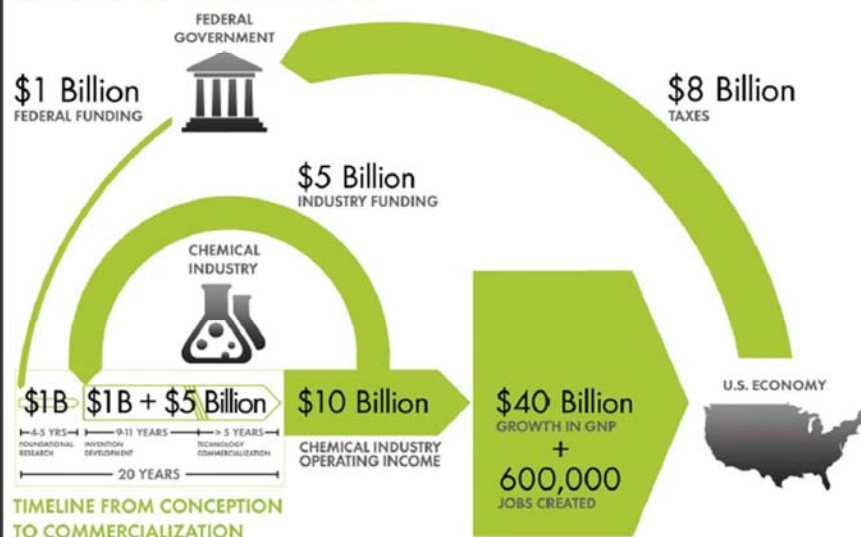 FEDERAL
GOVERNMENT
$1 Billion
FEDERAL FUNDING
$8 Billion
TAXES
$5 Billion
INDUSTRY FUNDING
CHEMICAL
INDUSTRY
$1B
$1B + $5 Billion
4-5 YRS
9-11 YEARS
> 5 YEARS
FOUNDATIONAL
RESEARCH
INVENTION
DEVELOPMENT
TECHNOLOGY
COMMERCIALIZATION
20 YEARS
TIMELINE FROM CONCEPTION
TO COMMERCIALIZATION
$10 Billion
CHEMICAL INDUSTRY
OPERATING INCOME
$40 Billion
GROWTH IN GNP
+
600,000
JOBS CREATED
U.S. ECONOMY